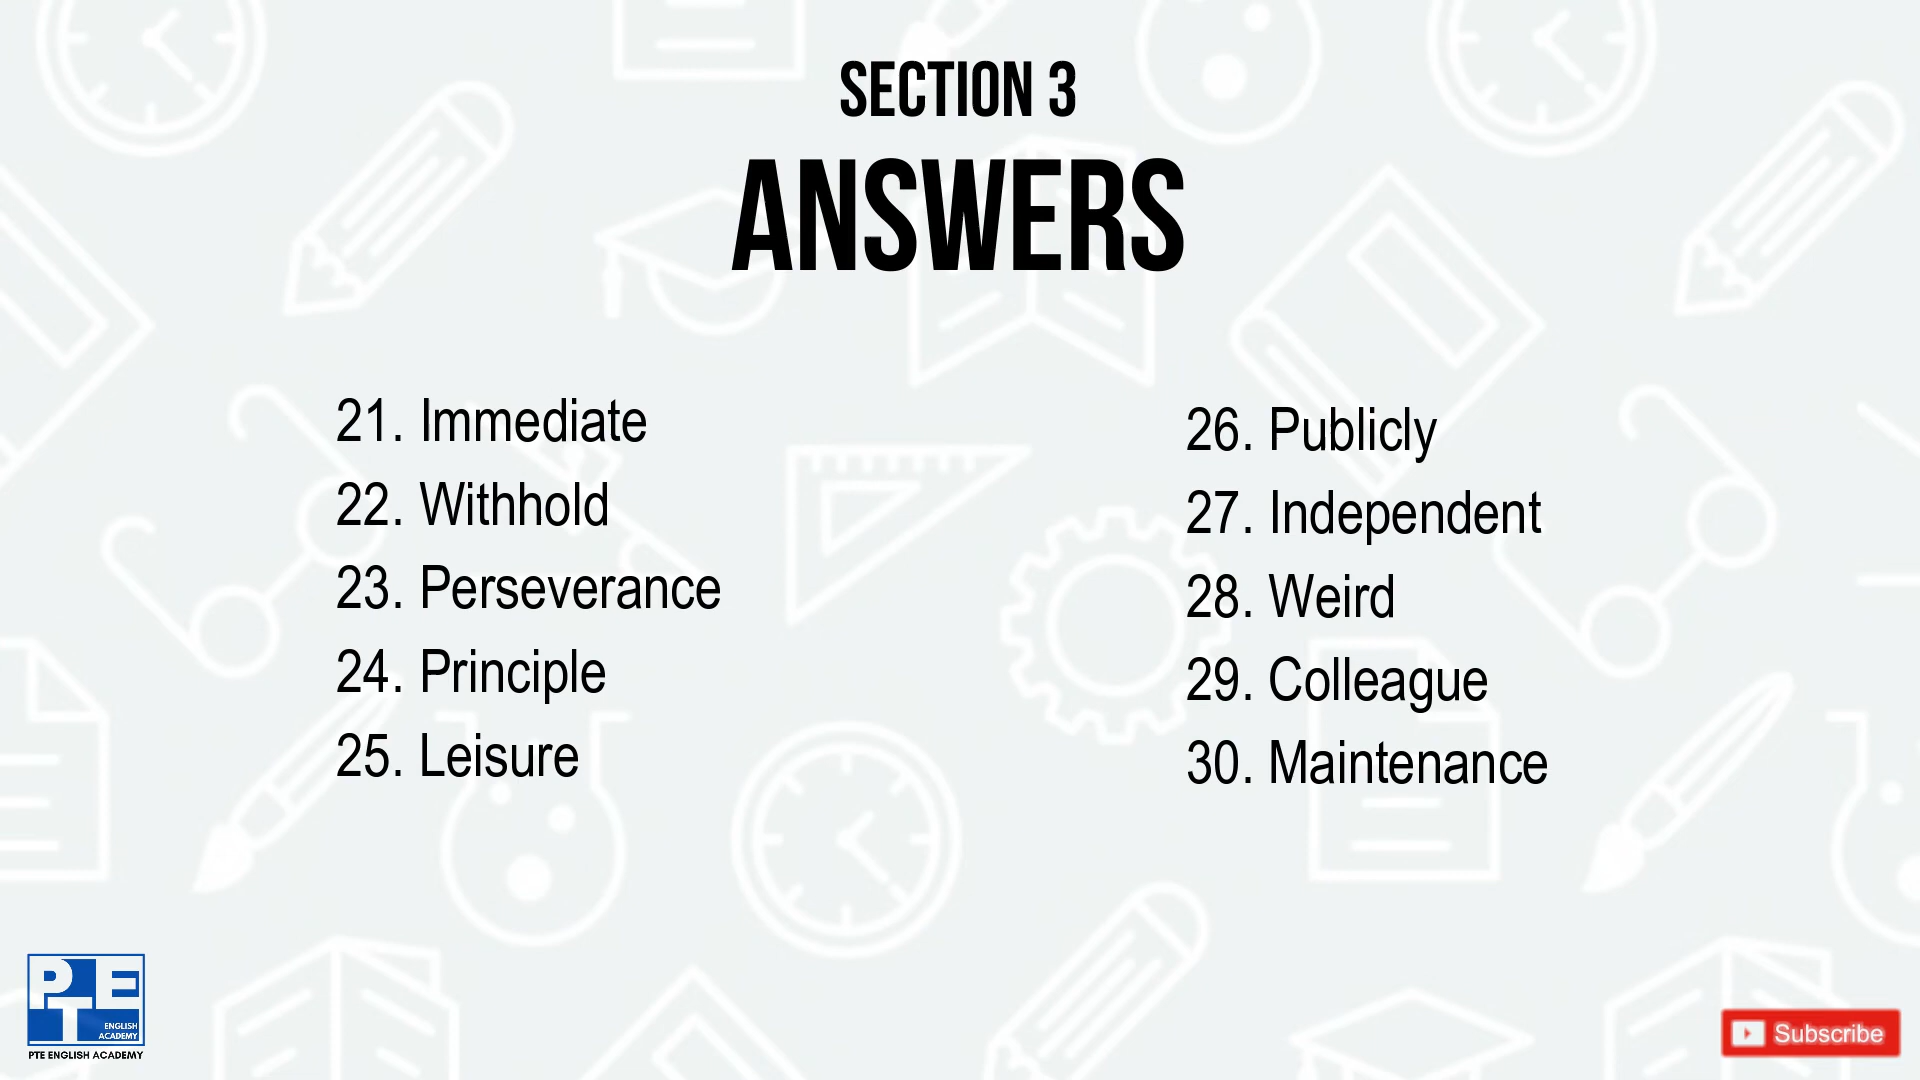 SECTION 3
ANSWERS
21. Immediate
22. Withhold
23. Perseverance
24. Principle
25. Leisure
26. Publicly
27. Independent
28. Weird
29. Colleague
30. Maintenance
PTE
ENGLISH
ACADEMY
PTE ENGLISH ACADEMY
Subscribe